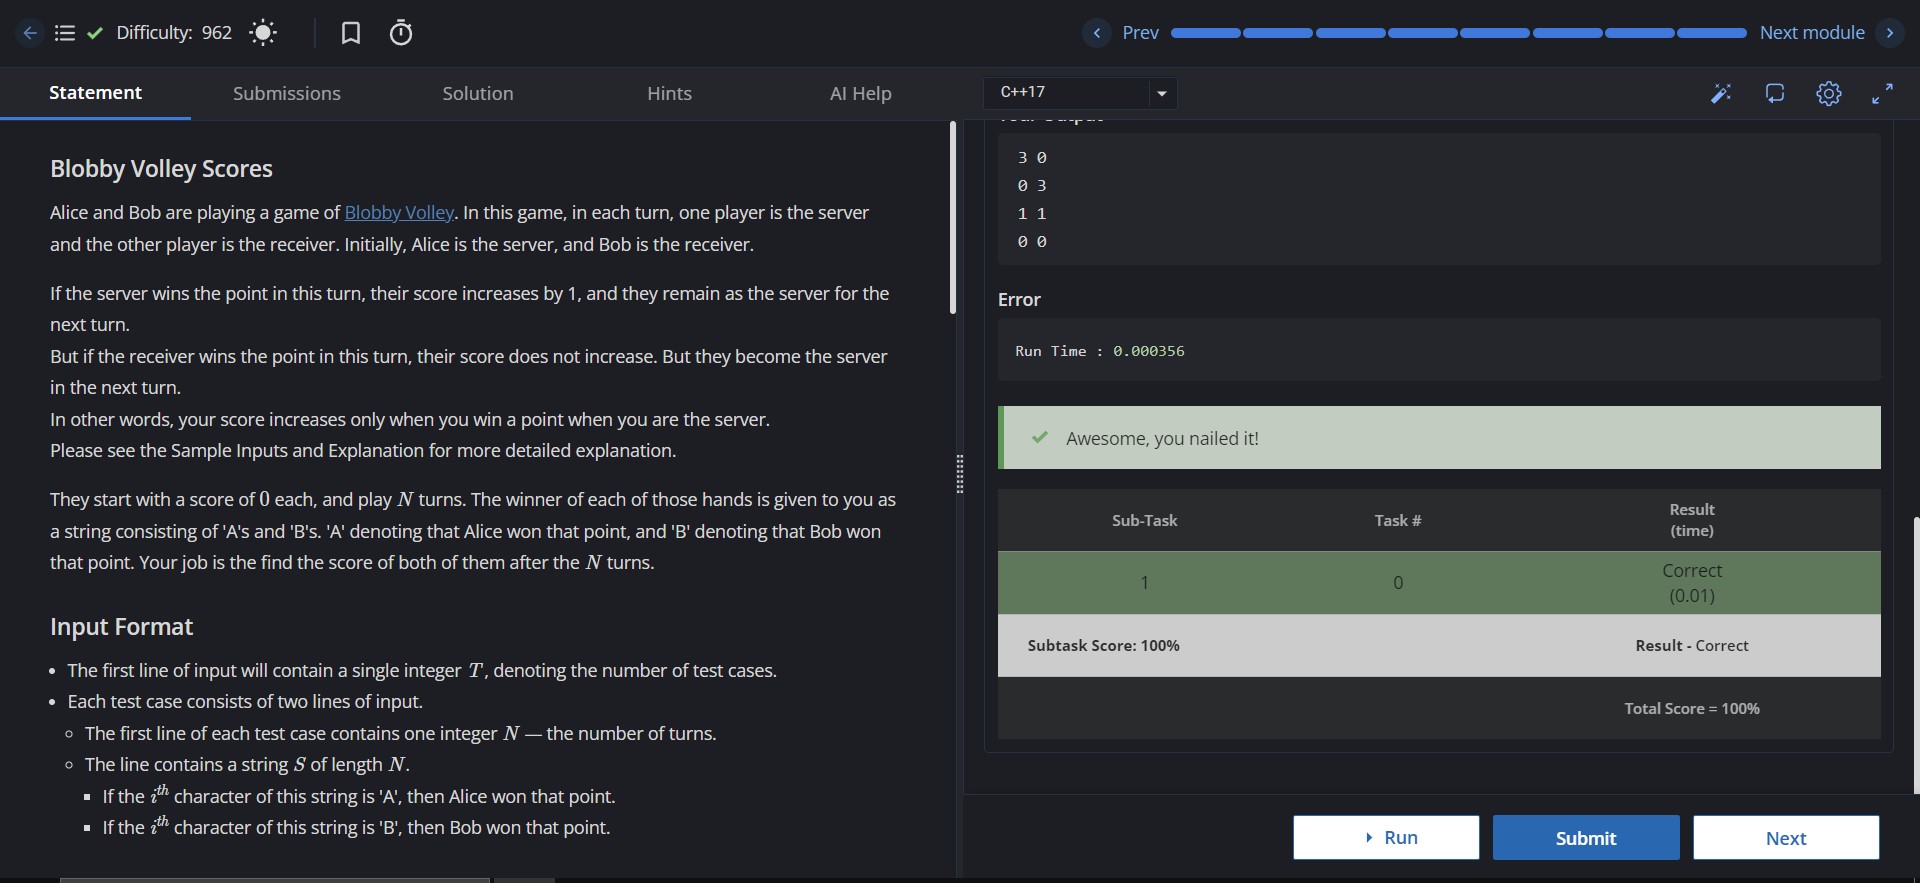 Difficulty: 962
Prev
Next module
Statement
Submissions
Solution
Hints
AI Help
C++17
Blobby Volley Scores
Alice and Bob are playing a game of Blobby Volley. In this game, in each turn, one player is the server
and the other player is the receiver. Initially, Alice is the server, and Bob is the receiver.
If the server wins the point in this turn, their score increases by 1, and they remain as the server for the
next turn.
But if the receiver wins the point in this turn, their score does not increase. But they become the server
in the next turn.
In other words, your score increases only when you win a point when you are the server.
Please see the Sample Inputs and Explanation for more detailed explanation.
They start with a score of 0 each, and play N turns. The winner of each of those hands is given to you as
a string consisting of 'A's and 'B's. 'A' denoting that Alice won that point, and 'B' denoting that Bob won
that point. Your job is the find the score of both of them after the N turns.
Input Format
• The first line of input will contain a single integer T, denoting the number of test cases.
• Each test case consists of two lines of input.
◦ The first line of each test case contains one integer N — the number of turns.
◦ The line contains a string S of length N.
▪ If the i^th character of this string is 'A', then Alice won that point.
▪ If the i^th character of this string is 'B', then Bob won that point.
3 0
0 3
1 1
0 0
Error
Run Time : 0.000356
Awesome, you nailed it!
Sub-Task
Task #
Result
(time)
1
0
Correct
(0.01)
Subtask Score: 100%
Result - Correct
Total Score = 100%
Run
Submit
Next